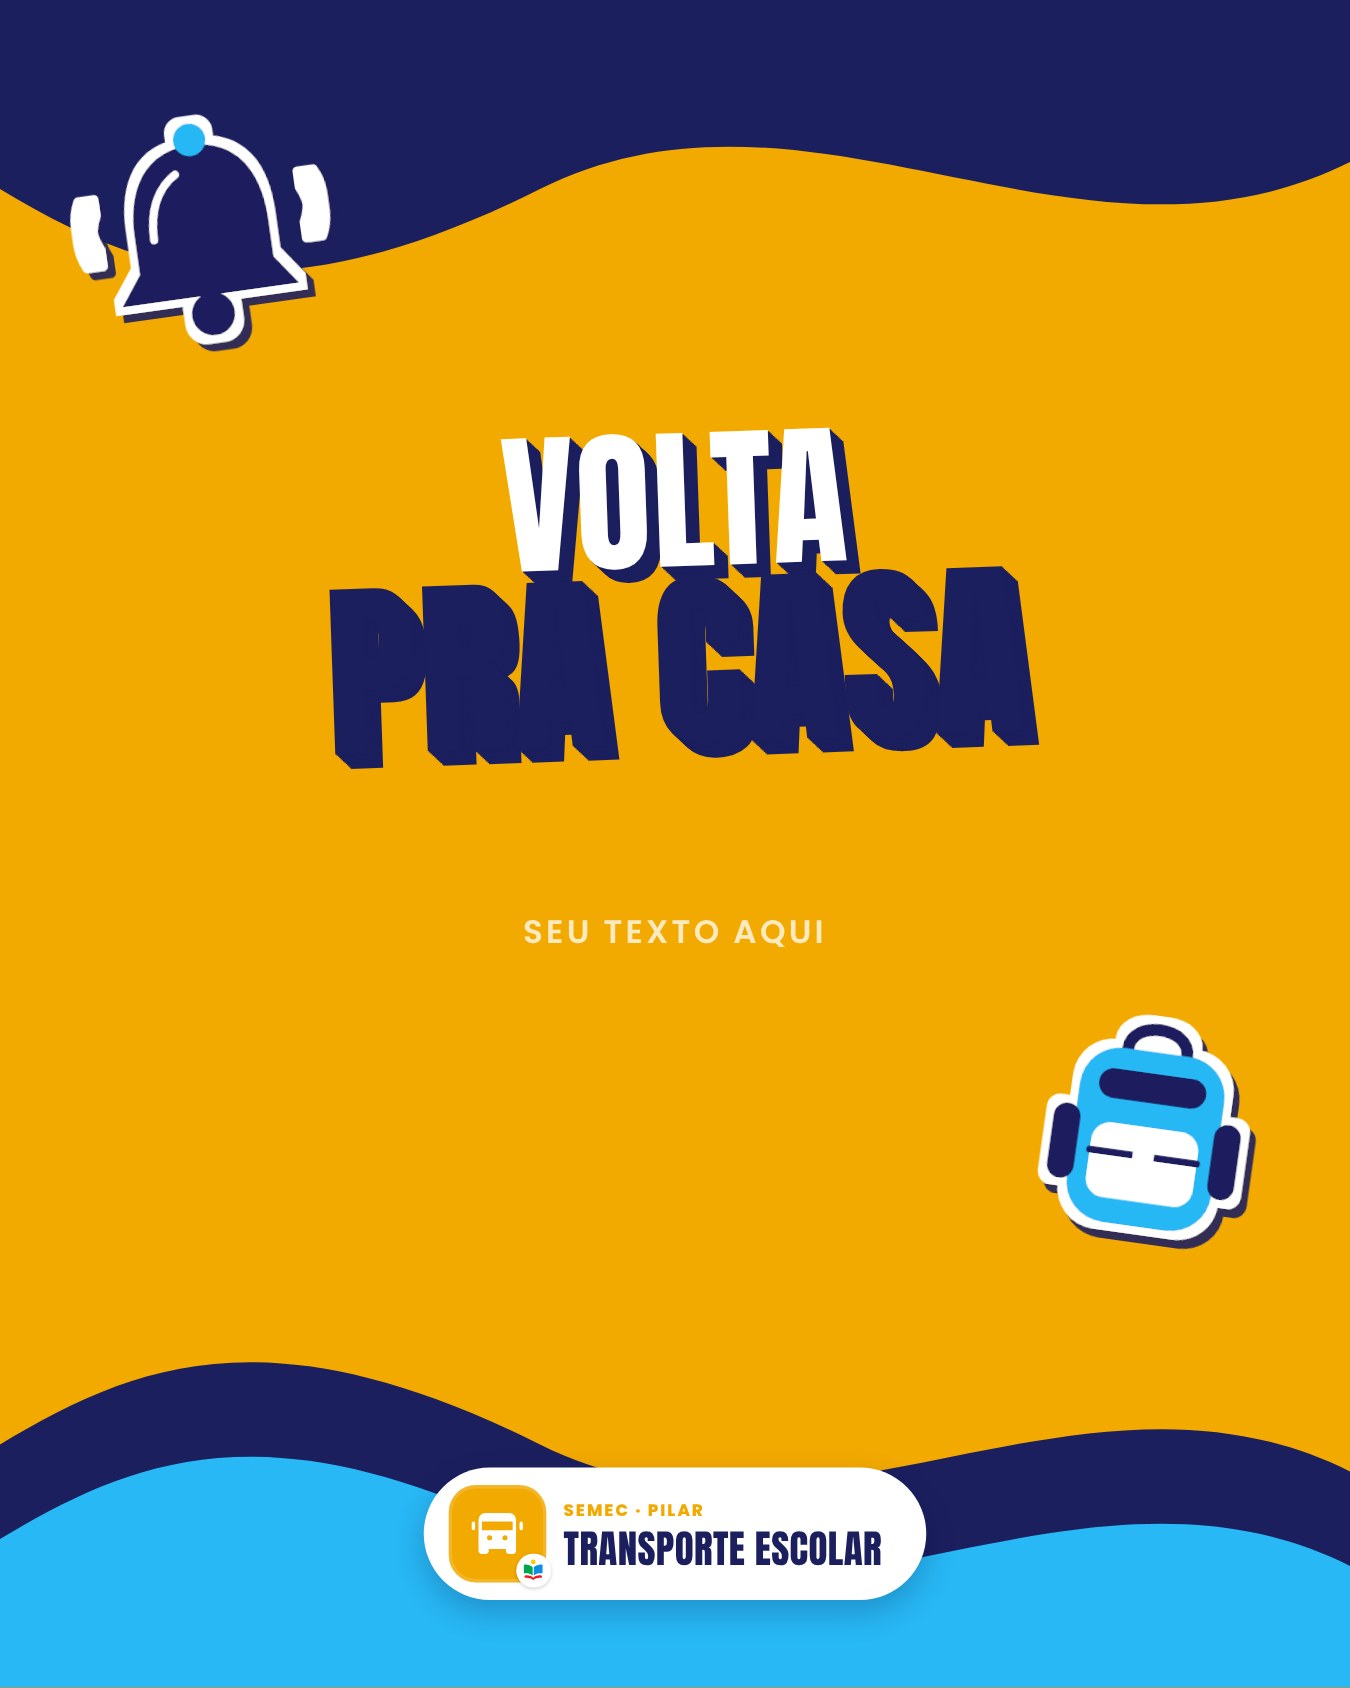 VOLTA
PRA CASA
SEU TEXTO AQUI
SEMEC · PILAR
TRANSPORTE ESCOLAR